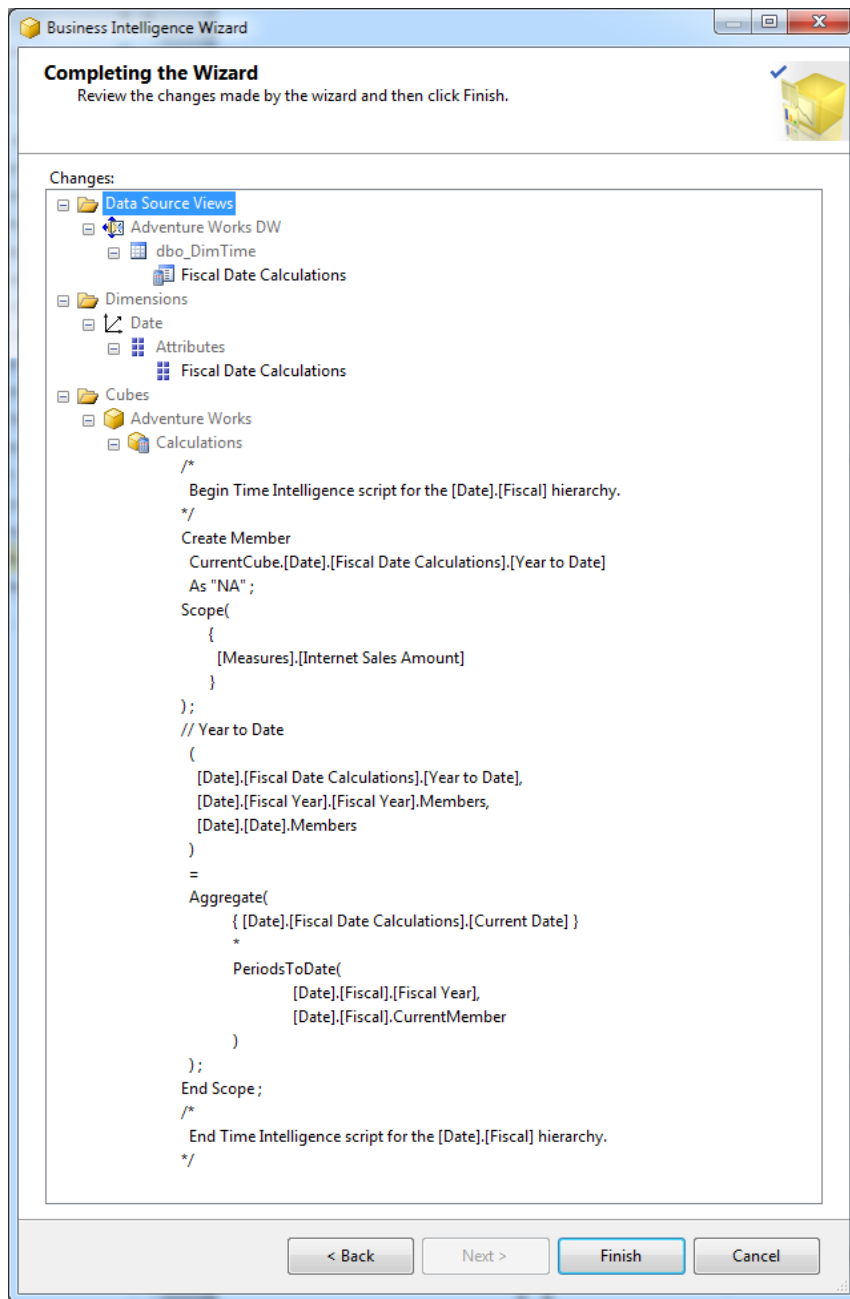 Business Intelligence Wizard
Completing the Wizard
Review the changes made by the wizard and then click Finish.
Changes:
Data Source Views
Adventure Works DW
dbo_DimTime
Fiscal Date Calculations
Dimensions
Date
Attributes
Fiscal Date Calculations
Cubes
Adventure Works
Calculations
/*
Begin Time Intelligence script for the [Date].[Fiscal] hierarchy.
*/
Create Member
CurrentCube.[Date].[Fiscal Date Calculations].[Year to Date]
As "NA" ;
Scope(
{
[Measures].[Internet Sales Amount]
}
) ;
// Year to Date
(
[Date].[Fiscal Date Calculations].[Year to Date],
[Date].[Fiscal Year].[Fiscal Year].Members,
[Date].[Date].Members
)
=
Aggregate(
{ [Date].[Fiscal Date Calculations].[Current Date] }
*
PeriodsToDate(
[Date].[Fiscal].[Fiscal Year],
[Date].[Fiscal].CurrentMember
)
) ;
End Scope ;
/*
End Time Intelligence script for the [Date].[Fiscal] hierarchy.
*/
< Back
Next >
Finish
Cancel